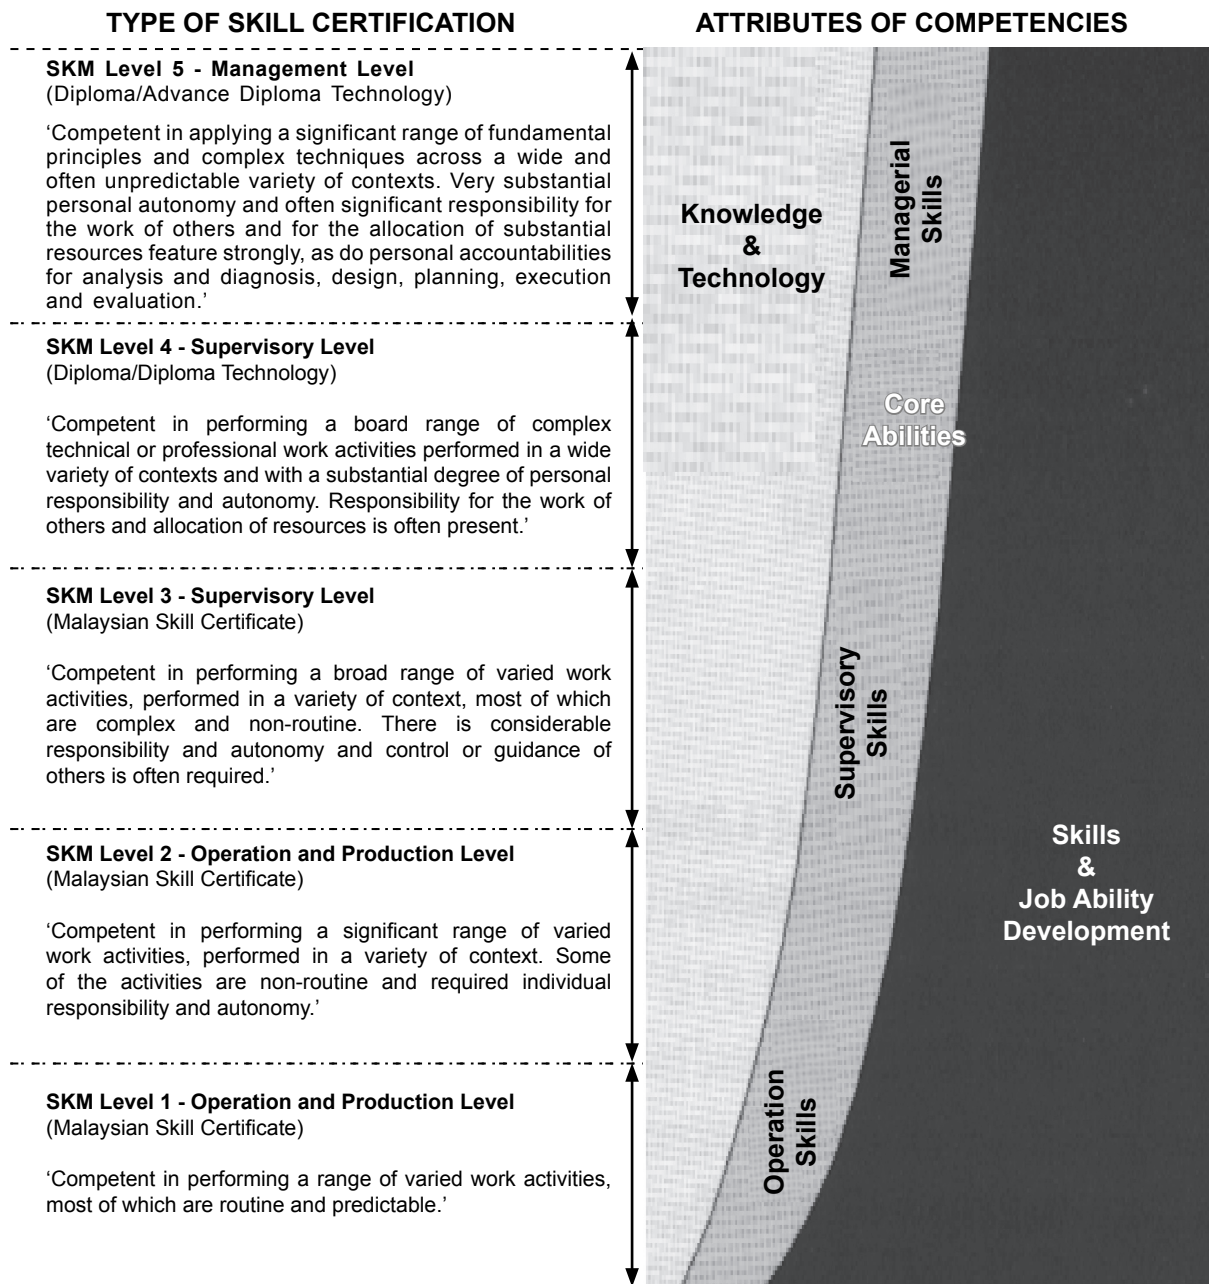 TYPE OF SKILL CERTIFICATION
ATTRIBUTES OF COMPETENCIES
SKM Level 5 - Management Level
(Diploma/Advance Diploma Technology)
‘Competent in applying a significant range of fundamental
principles and complex techniques across a wide and
often unpredictable variety of contexts. Very substantial
personal autonomy and often significant responsibility for
the work of others and for the allocation of substantial
resources feature strongly, as do personal accountabilities
for analysis and diagnosis, design, planning, execution
and evaluation.’
SKM Level 4 - Supervisory Level
(Diploma/Diploma Technology)
‘Competent in performing a board range of complex
technical or professional work activities performed in a wide
variety of contexts and with a substantial degree of personal
responsibility and autonomy. Responsibility for the work of
others and allocation of resources is often present.’
SKM Level 3 - Supervisory Level
(Malaysian Skill Certificate)
‘Competent in performing a broad range of varied work
activities, performed in a variety of context, most of which
are complex and non-routine. There is considerable
responsibility and autonomy and control or guidance of
others is often required.’
SKM Level 2 - Operation and Production Level
(Malaysian Skill Certificate)
‘Competent in performing a significant range of varied
work activities, performed in a variety of context. Some
of the activities are non-routine and required individual
responsibility and autonomy.’
SKM Level 1 - Operation and Production Level
(Malaysian Skill Certificate)
‘Competent in performing a range of varied work activities,
most of which are routine and predictable.’
Knowledge
&
Technology
Managerial
Skills
Core
Abilities
Supervisory
Skills
Operation
Skills
Skills
&
Job Ability
Development